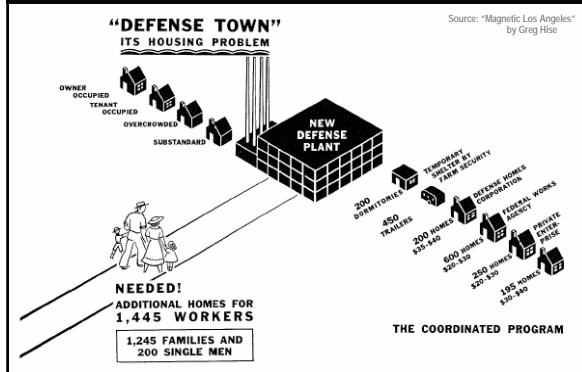 "DEFENSE TOWN"
ITS HOUSING PROBLEM
Source: "Magnetic Los Angeles"
by Greg Hise
OWNER
OCCUPIED
TENANT
OCCUPIED
OVERCROWDED
SUBSTANDARD
NEW
DEFENSE
PLANT
200
DORMITORIES
TEMPORARY
SHELTER BY
FARM SECURITY
450
TRAILERS
DEFENSE HOMES
CORPORATION
200 HOMES
$35-$40
FEDERAL WORKS
AGENCY
600 HOMES
$20-$30
PRIVATE
ENTER-
PRISE
250 HOMES
$20-$30
195 HOMES
$30-$40
NEEDED!
ADDITIONAL HOMES FOR
1,445 WORKERS
1,245 FAMILIES AND
200 SINGLE MEN
THE COORDINATED PROGRAM